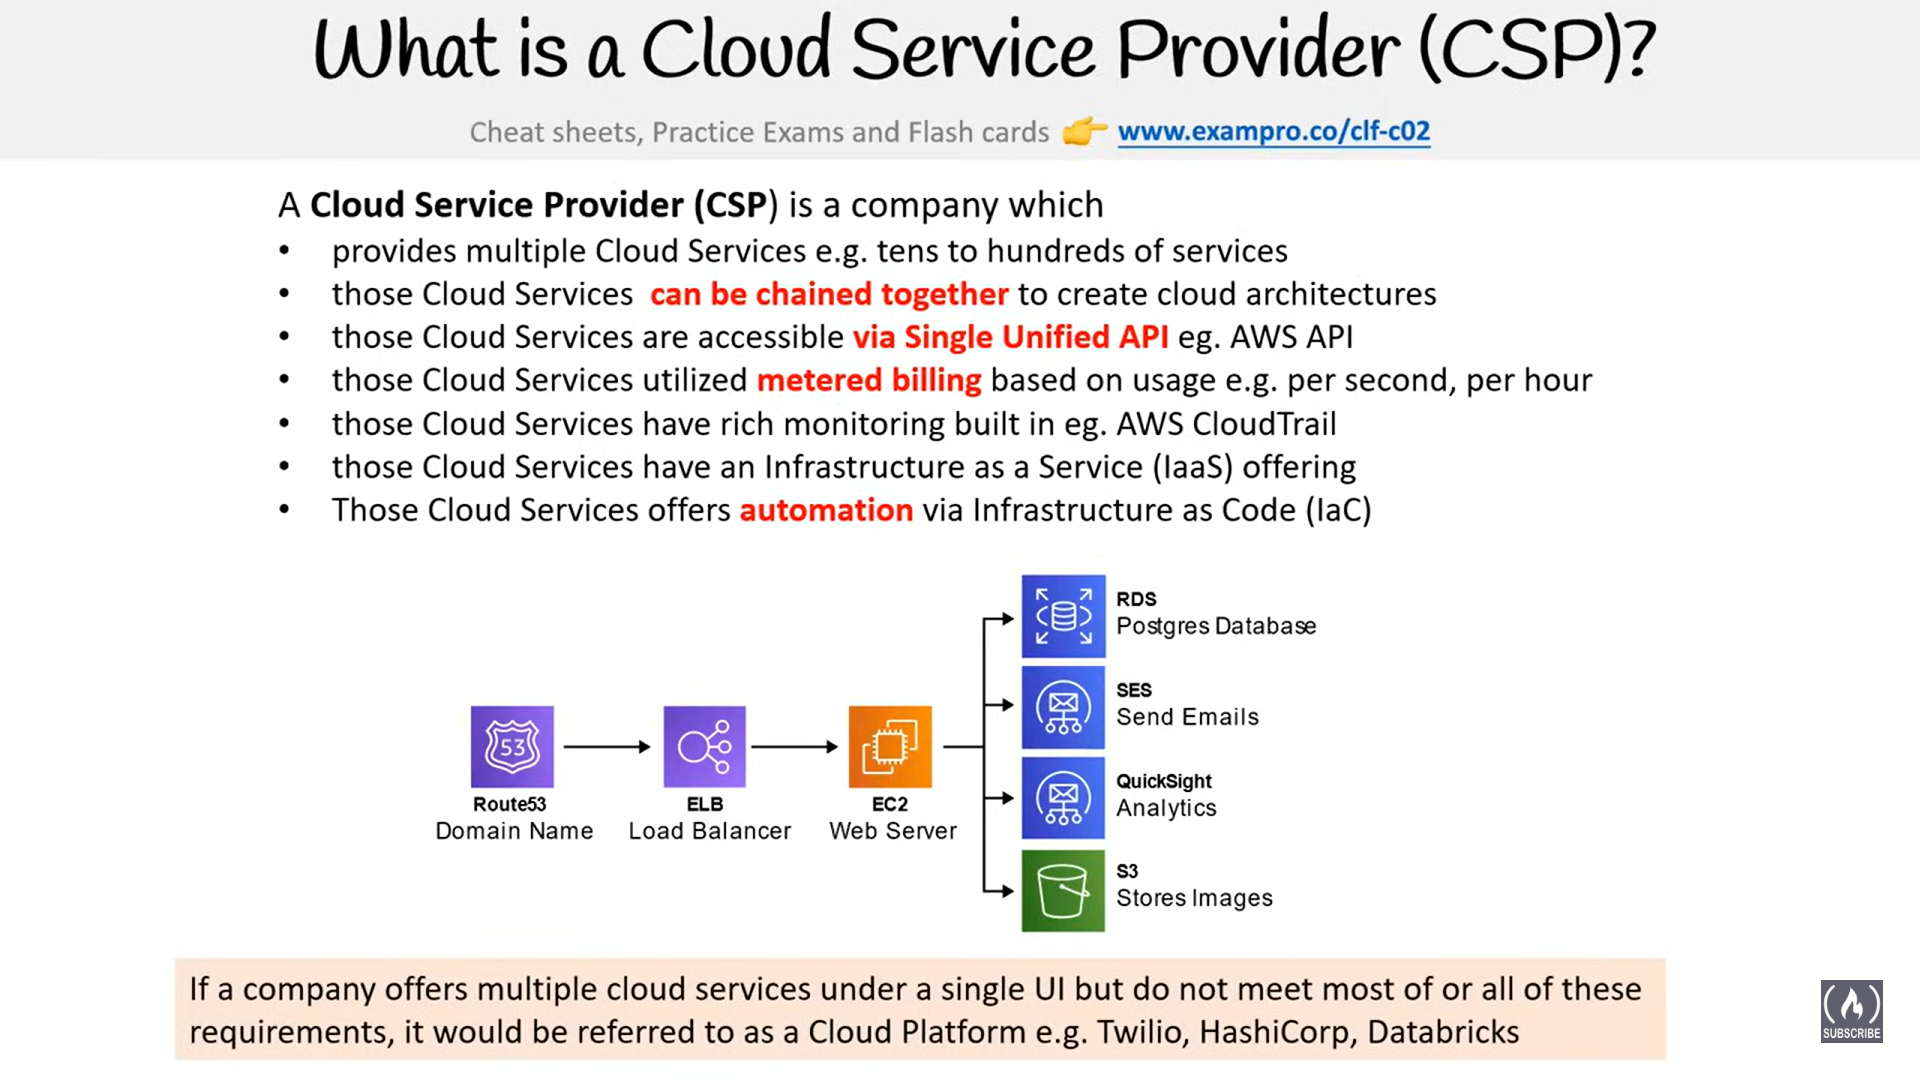 What is a Cloud Service Provider (CSP)?
Cheat sheets, Practice Exams and Flash cards 👉 www.exampro.co/clf-c02
A Cloud Service Provider (CSP) is a company which
• provides multiple Cloud Services e.g. tens to hundreds of services
• those Cloud Services can be chained together to create cloud architectures
• those Cloud Services are accessible via Single Unified API eg. AWS API
• those Cloud Services utilized metered billing based on usage e.g. per second, per hour
• those Cloud Services have rich monitoring built in eg. AWS CloudTrail
• those Cloud Services have an Infrastructure as a Service (IaaS) offering
• Those Cloud Services offers automation via Infrastructure as Code (IaC)
53
Route53
Domain Name
ELB
Load Balancer
EC2
Web Server
RDS
Postgres Database
SES
Send Emails
QuickSight
Analytics
S3
Stores Images
If a company offers multiple cloud services under a single UI but do not meet most of or all of these
requirements, it would be referred to as a Cloud Platform e.g. Twilio, HashiCorp, Databricks
SUBSCRIBE